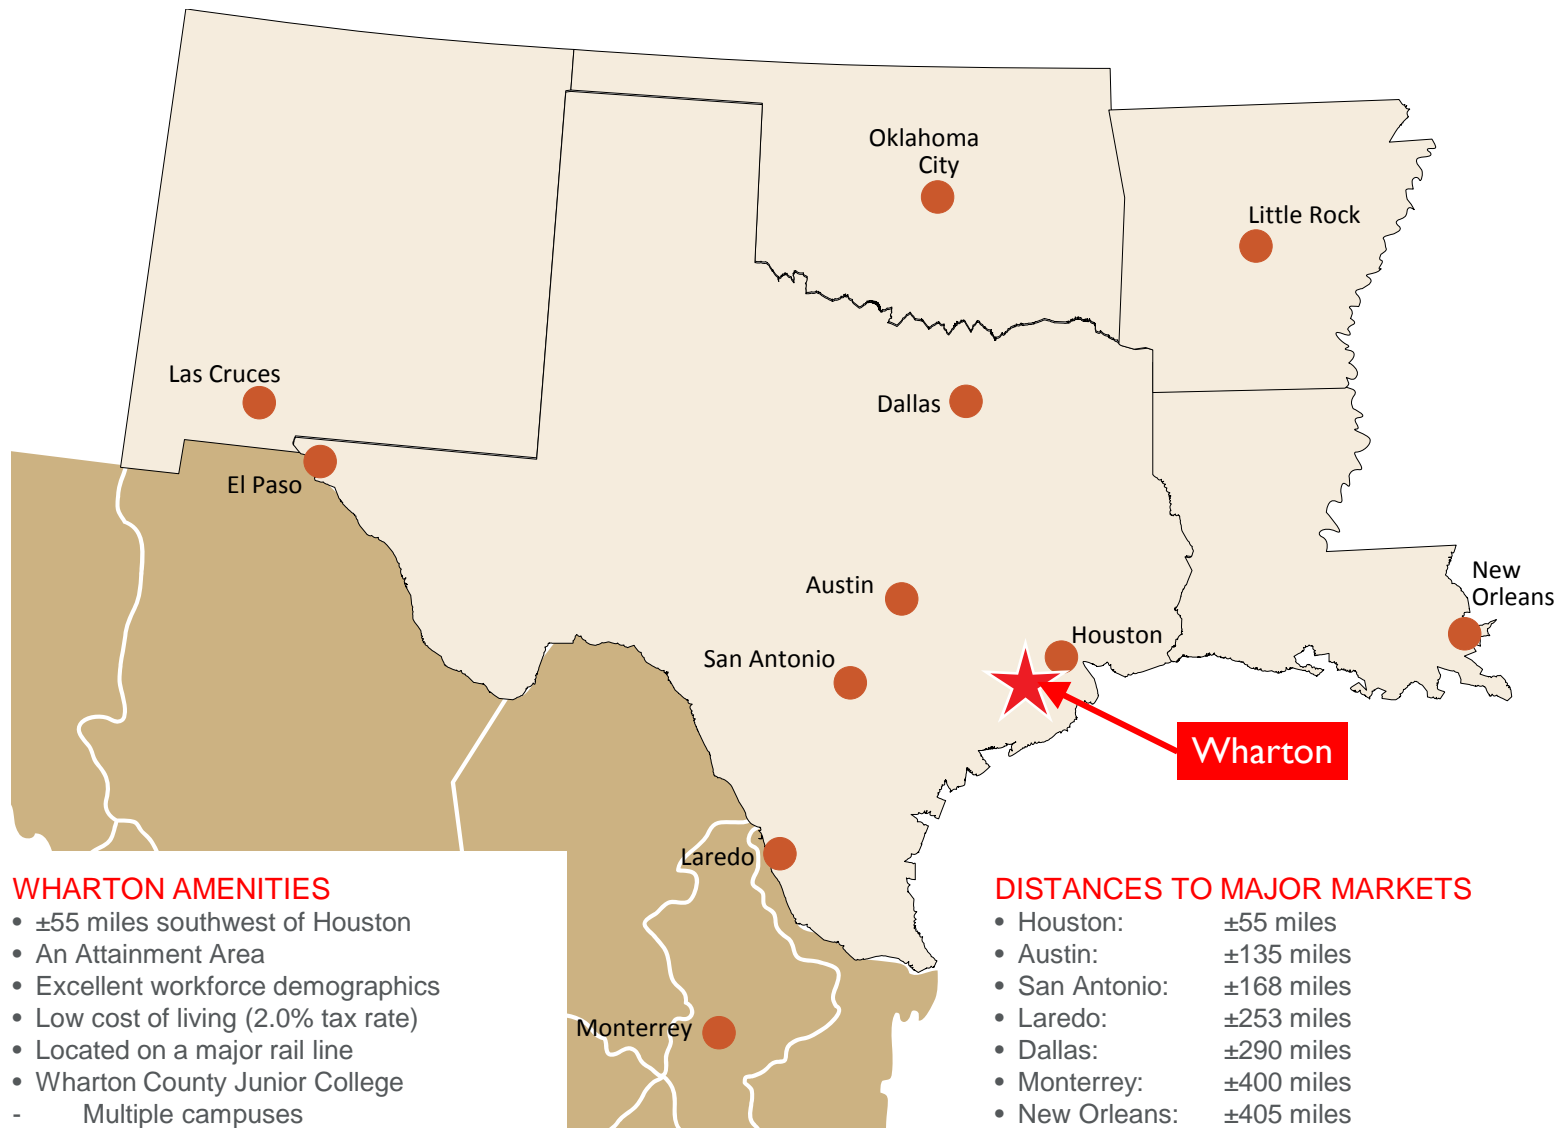 Oklahoma
City
Little Rock
Las Cruces
Dallas
El Paso
Austin
New
Orleans
Houston
San Antonio
Wharton
Laredo
Monterrey
WHARTON AMENITIES
• ±55 miles southwest of Houston
• An Attainment Area
• Excellent workforce demographics
• Low cost of living (2.0% tax rate)
• Located on a major rail line
• Wharton County Junior College
- Multiple campuses
DISTANCES TO MAJOR MARKETS
• Houston: ±55 miles
• Austin: ±135 miles
• San Antonio: ±168 miles
• Laredo: ±253 miles
• Dallas: ±290 miles
• Monterrey: ±400 miles
• New Orleans: ±405 miles